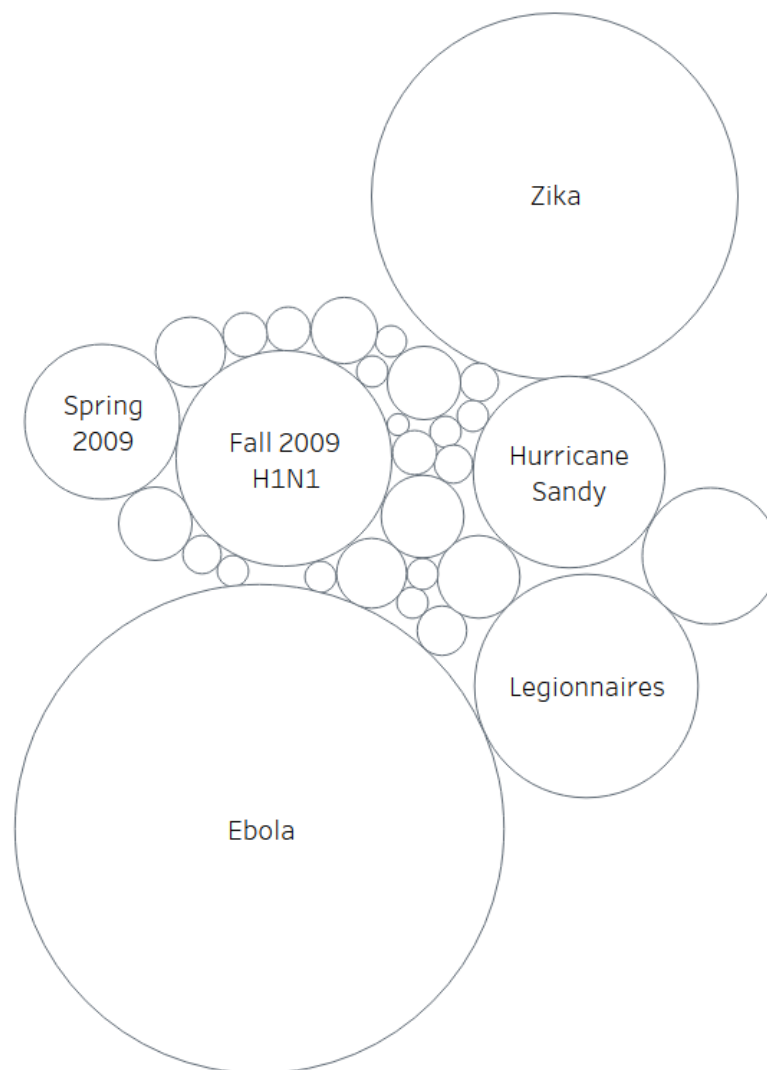 Zika
Spring
2009
Fall 2009
H1N1
Hurricane
Sandy
Legionnaires
Ebola